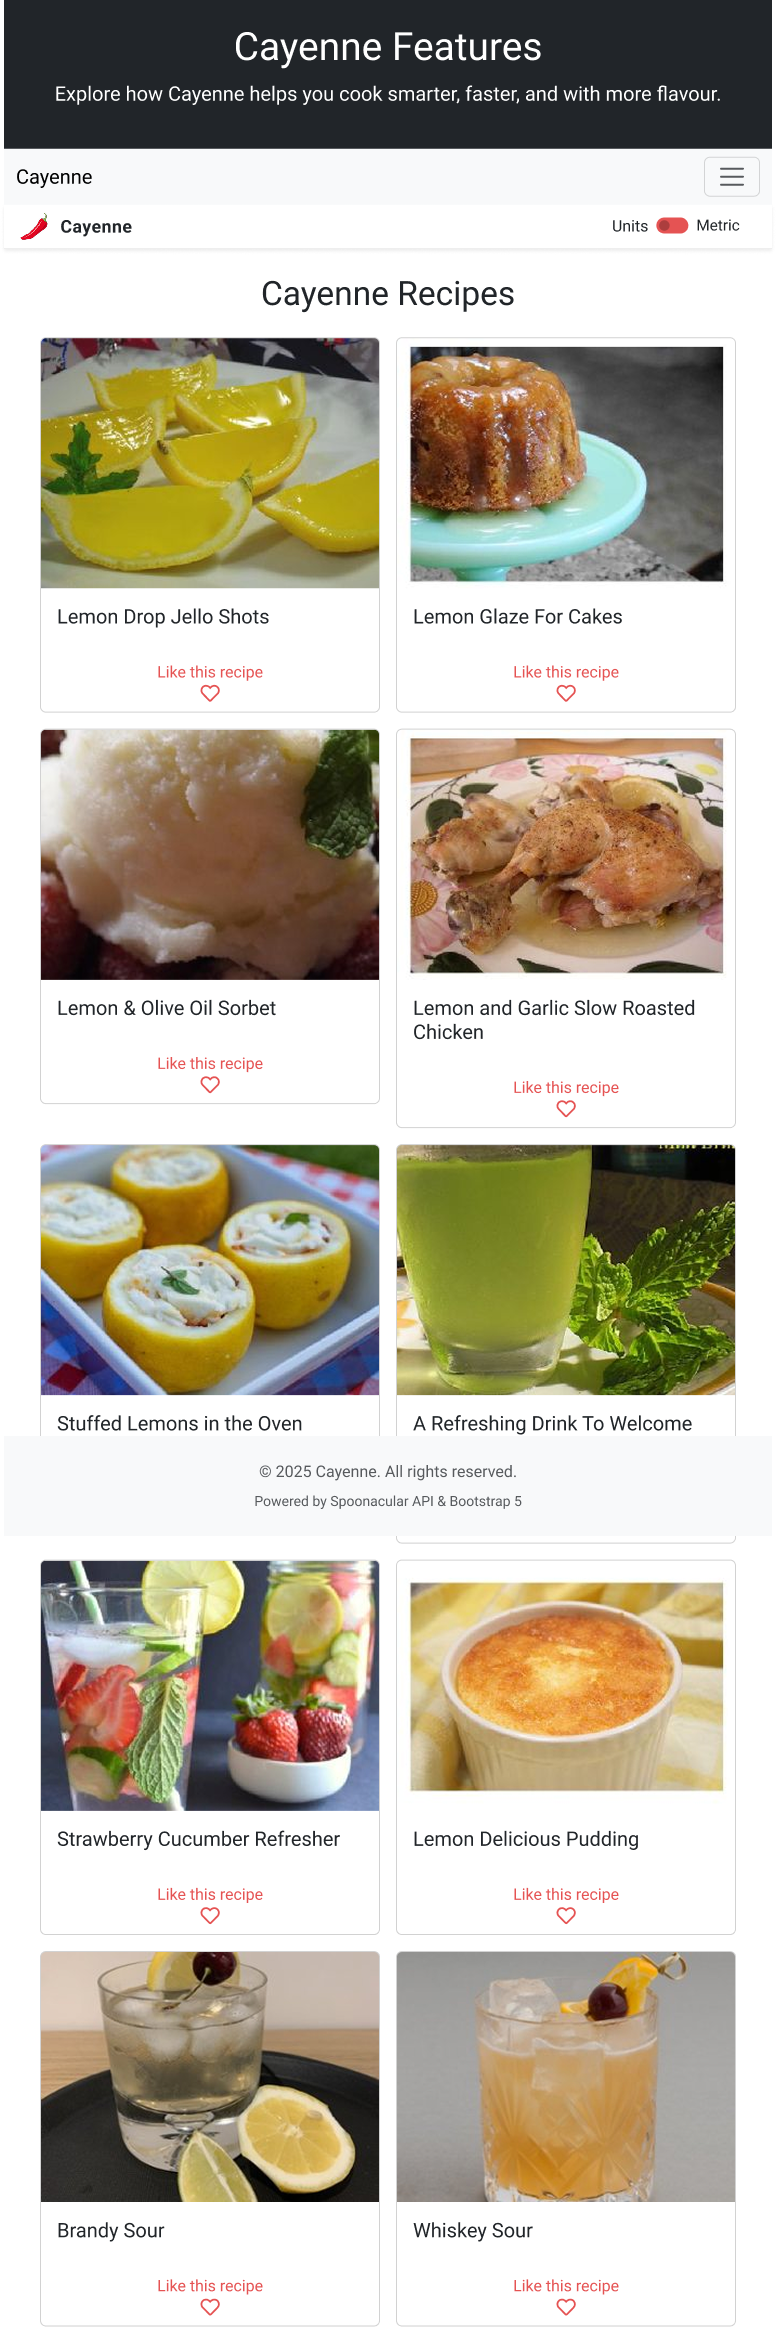 Cayenne Features
Explore how Cayenne helps you cook smarter, faster, and with more flavour.
Cayenne
Cayenne
Units Metric
Cayenne Recipes
Lemon Drop Jello Shots
Like this recipe
Lemon Glaze For Cakes
Like this recipe
Lemon & Olive Oil Sorbet
Like this recipe
Lemon and Garlic Slow Roasted
Chicken
Like this recipe
Stuffed Lemons in the Oven
A Refreshing Drink To Welcome
© 2025 Cayenne. All rights reserved.
Powered by Spoonacular API & Bootstrap 5
Strawberry Cucumber Refresher
Like this recipe
Lemon Delicious Pudding
Like this recipe
Brandy Sour
Like this recipe
Whiskey Sour
Like this recipe